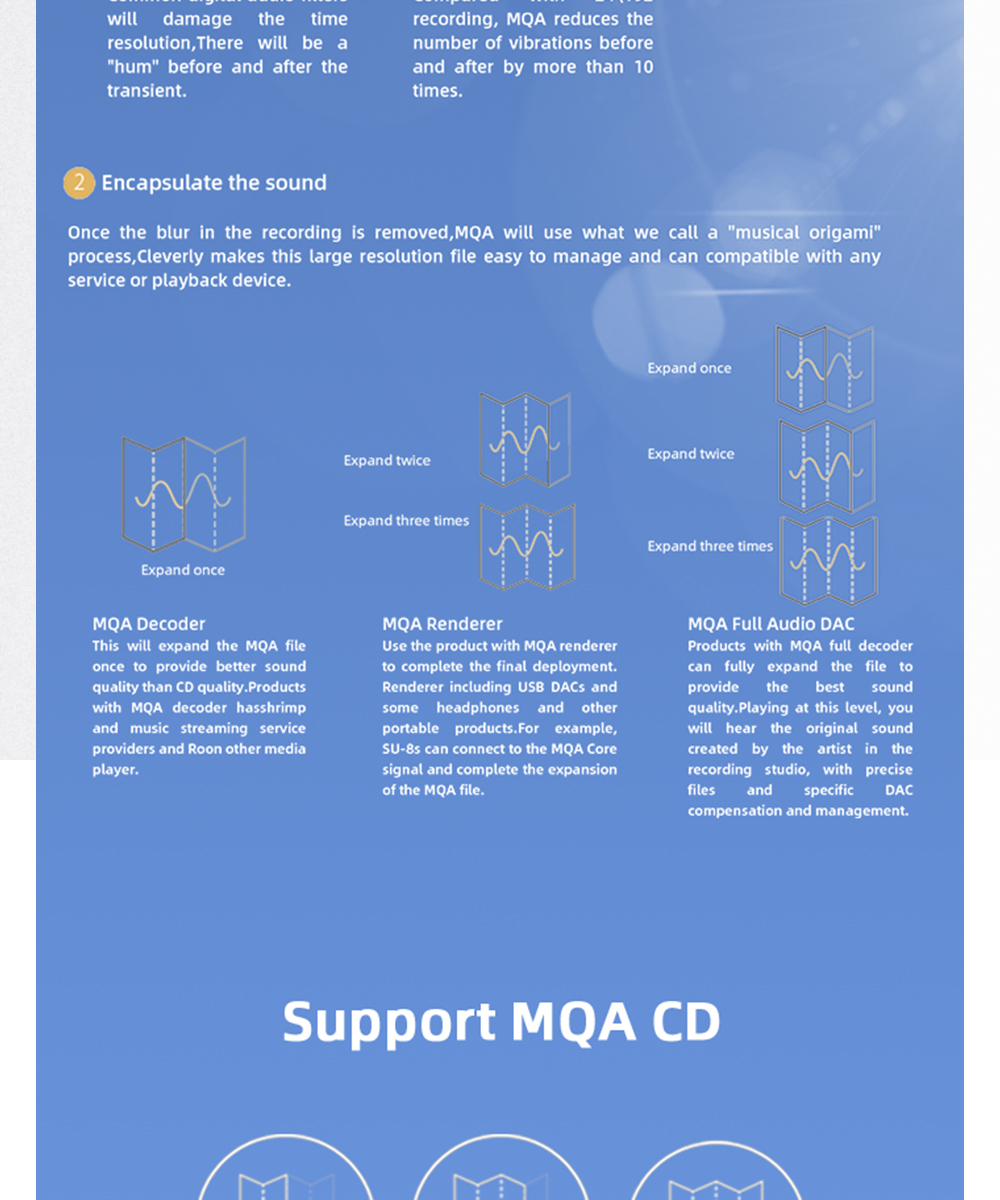 will damage the time
resolution,There will be a
"hum" before and after the
transient.
recording, MQA reduces the
number of vibrations before
and after by more than 10
times.
2 Encapsulate the sound
Once the blur in the recording is removed,MQA will use what we call a "musical origami"
process,Cleverly makes this large resolution file easy to manage and can compatible with any
service or playback device.
Expand once
MQA Decoder
This will expand the MQA file
once to provide better sound
quality than CD quality.Products
with MQA decoder hasshrimp
and music streaming service
providers and Roon other media
player.
Expand twice
Expand three times
MQA Renderer
Use the product with MQA renderer
to complete the final deployment.
Renderer including USB DACs and
some headphones and other
portable products.For example,
SU-8s can connect to the MQA Core
signal and complete the expansion
of the MQA file.
Expand once
Expand twice
Expand three times
MQA Full Audio DAC
Products with MQA full decoder
can fully expand the file to
provide the best sound
quality.Playing at this level, you
will hear the original sound
created by the artist in the
recording studio, with precise
files and specific DAC
compensation and management.
Support MQA CD